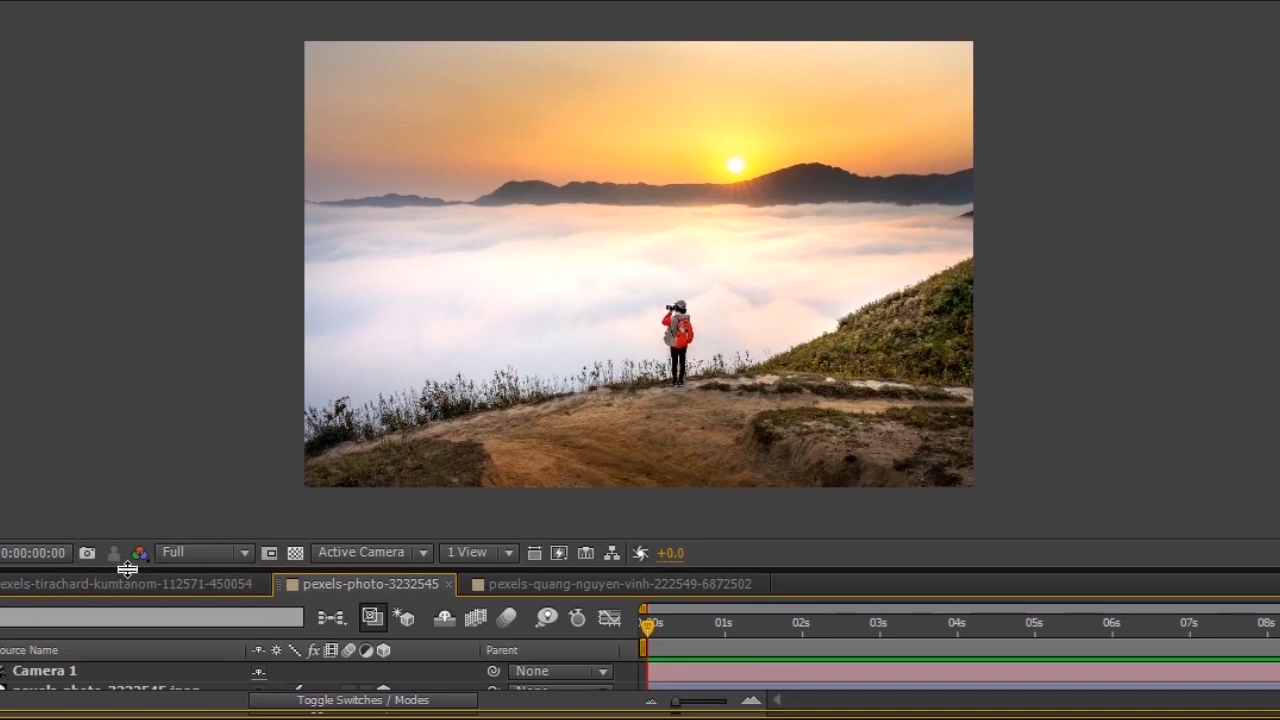 0:00:00:00 Full Active Camera 1 View +0.0
exels-tirachard-kumtanom-112571-450054 pexels-photo-3232545 × pexels-quang-nguyen-vinh-222549-6872502
00s 01s 02s 03s 04s 05s 06s 07s 08s
ource Name fx Parent
Camera 1 None
Toggle Switches / Modes